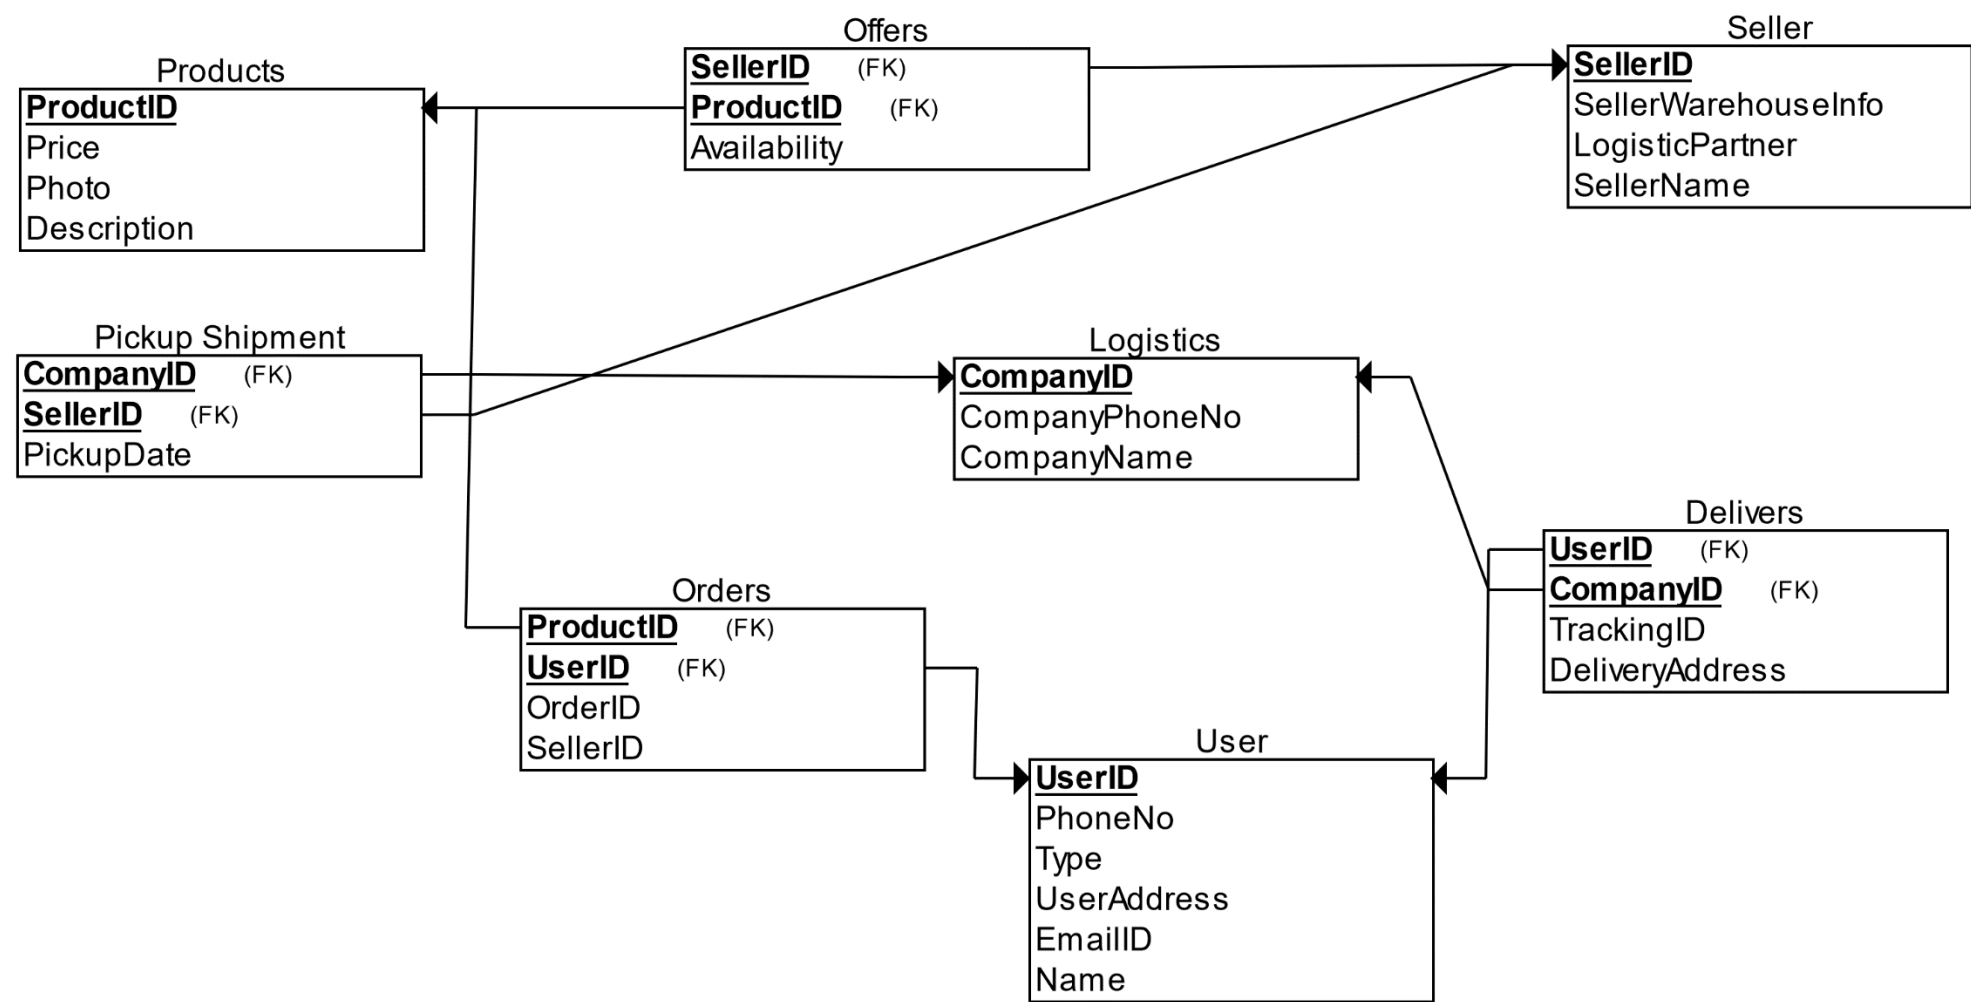 Products
ProductID
Price
Photo
Description
Offers
SellerID (FK)
ProductID (FK)
Availability
Seller
SellerID
SellerWarehouseInfo
LogisticPartner
SellerName
Pickup Shipment
CompanyID (FK)
SellerID (FK)
PickupDate
Logistics
CompanyID
CompanyPhoneNo
CompanyName
Delivers
UserID (FK)
CompanyID (FK)
TrackingID
DeliveryAddress
Orders
ProductID (FK)
UserID (FK)
OrderID
SellerID
User
UserID
PhoneNo
Type
UserAddress
EmailID
Name